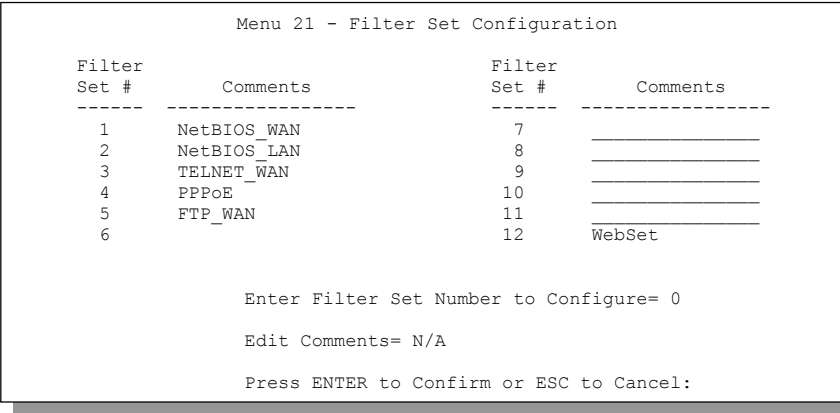 Menu 21 - Filter Set Configuration
Filter Filter
Set # Comments Set # Comments
------ ----------------- ------ -----------------
1 NetBIOS_WAN 7 _______________
2 NetBIOS_LAN 8 _______________
3 TELNET_WAN 9 _______________
4 PPPoE 10 _______________
5 FTP_WAN 11 _______________
6 12 WebSet
Enter Filter Set Number to Configure= 0
Edit Comments= N/A
Press ENTER to Confirm or ESC to Cancel: